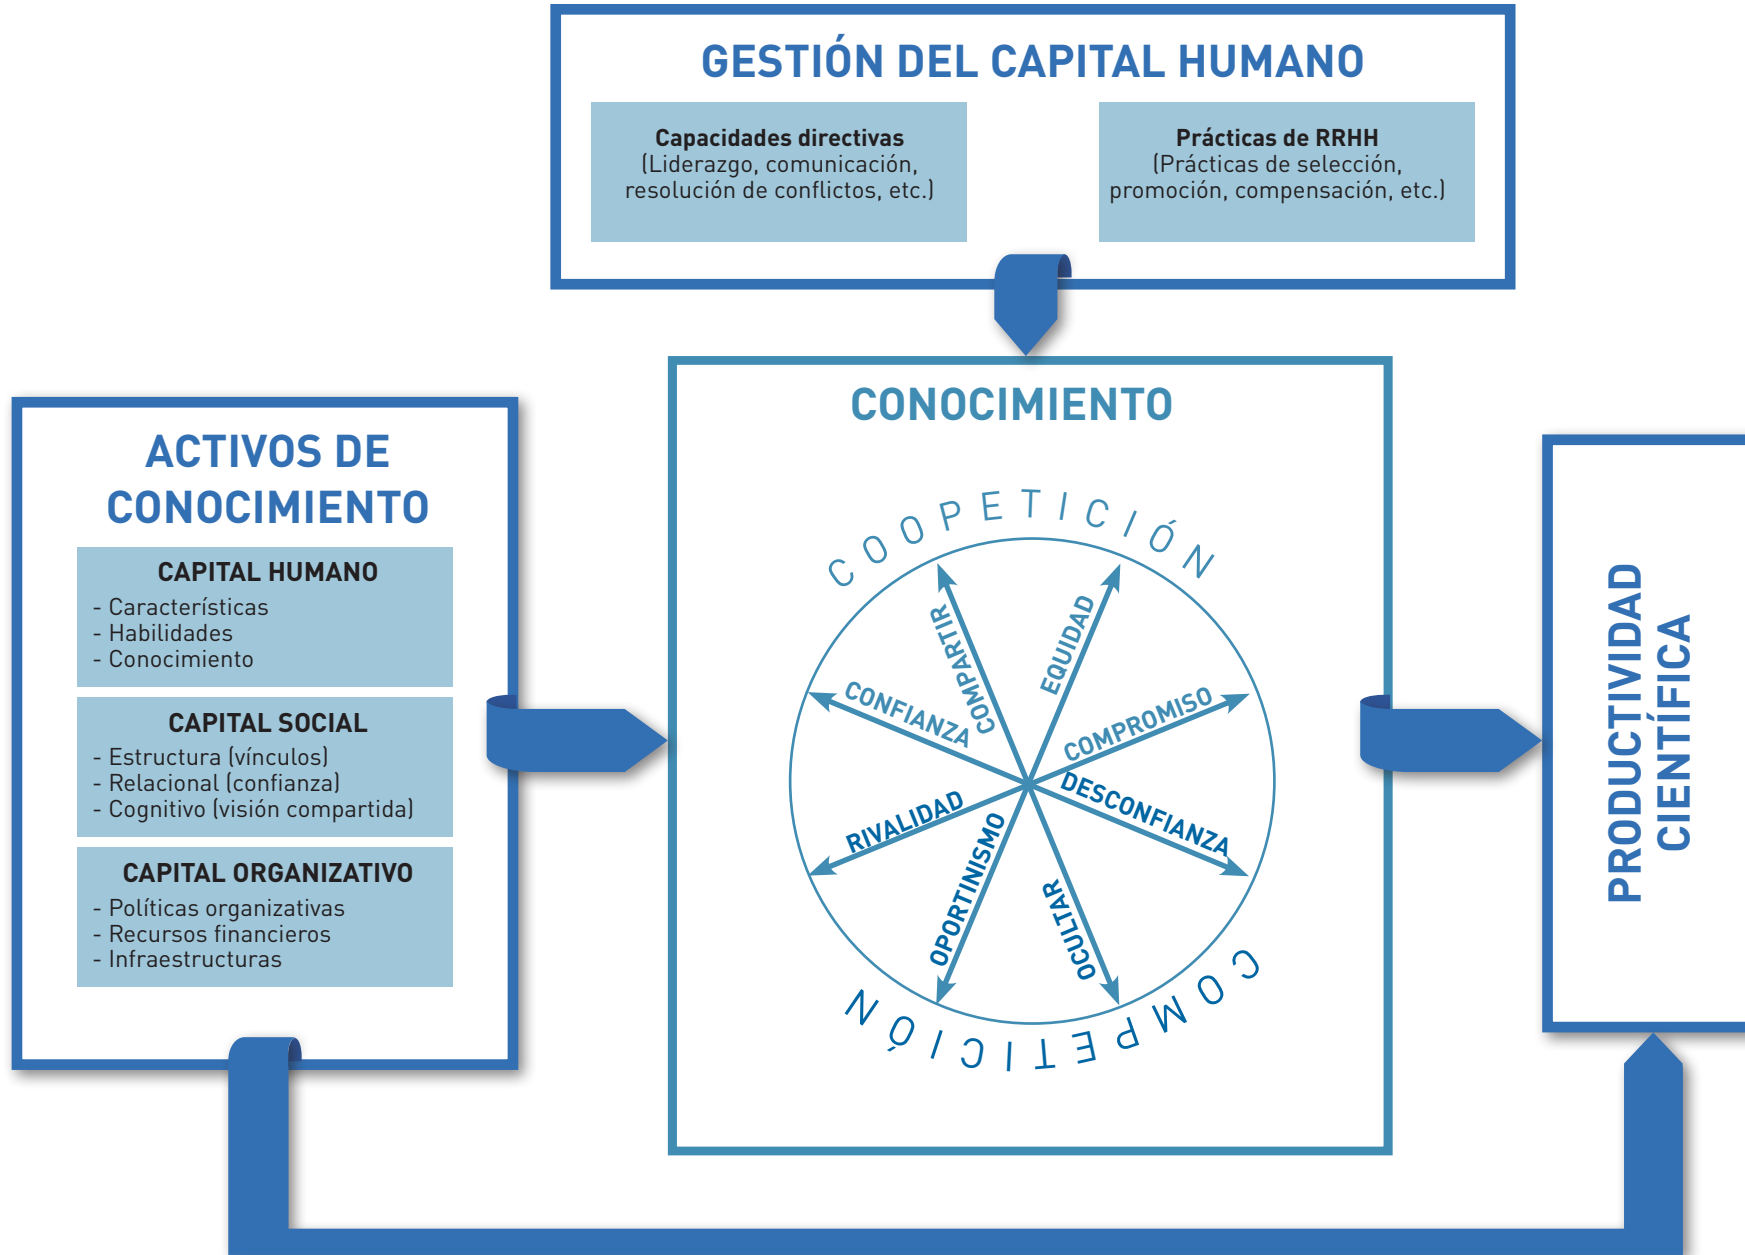 GESTIÓN DEL CAPITAL HUMANO
Capacidades directivas
(Liderazgo, comunicación,
resolución de conflictos, etc.)
Prácticas de RRHH
(Prácticas de selección,
promoción, compensación, etc.)
ACTIVOS DE
CONOCIMIENTO
CAPITAL HUMANO
- Característicias
- Habilidades
- Conocimiento
CAPITAL SOCIAL
- Estructura (vínculos)
- Relacional (confianza)
- Cognitivo (visión compartida)
CAPITAL ORGANIZATIVO
- Políticas organizativas
- Recursos financieros
- Infraestructuras
CONOCIMIENTO
COOPETICIÓN
COMPARTIR
EQUIDAD
CONFIANZA
COMPROMISO
RIVALIDAD
DESCONFIANZA
OPORTINISMO
OCULTAR
COMPETICIÓN
PRODUCTIVIDAD
CIENTÍFICA